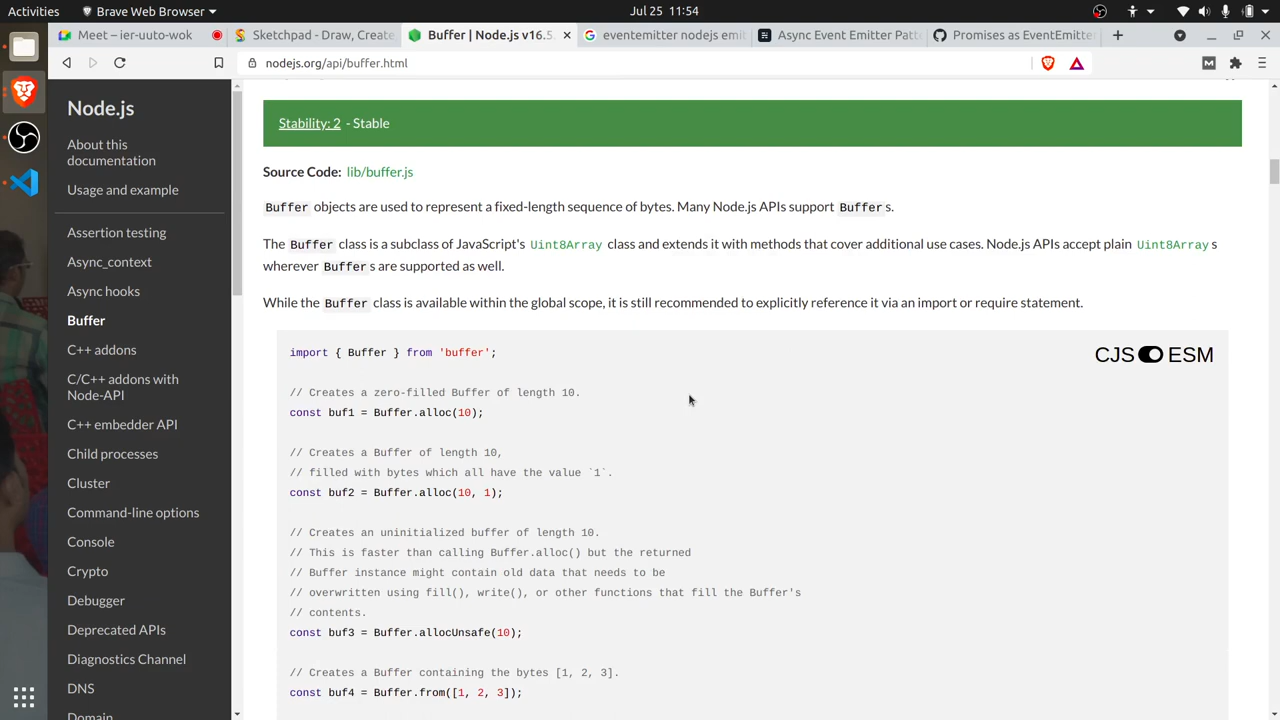 Activities
Brave Web Browser
Jul 25 11:54
Meet – ier-uuto-wok
Sketchpad - Draw, Create
Buffer | Node.js v16.5.
eventemitter nodejs emit
Async Event Emitter Patt
Promises as EventEmitter
nodejs.org/api/buffer.html
Node.js
About this
documentation
Usage and example
Assertion testing
Async_context
Async hooks
Buffer
C++ addons
C/C++ addons with
Node-API
C++ embedder API
Child processes
Cluster
Command-line options
Console
Crypto
Debugger
Deprecated APIs
Diagnostics Channel
DNS
Domain
Stability: 2 - Stable
Source Code: lib/buffer.js
Buffer objects are used to represent a fixed-length sequence of bytes. Many Node.js APIs support Buffers.
The Buffer class is a subclass of JavaScript's Uint8Array class and extends it with methods that cover additional use cases. Node.js APIs accept plain Uint8Arrays
wherever Buffers are supported as well.
While the Buffer class is available within the global scope, it is still recommended to explicitly reference it via an import or require statement.
CJS ESM
import { Buffer } from 'buffer';
// Creates a zero-filled Buffer of length 10.
const buf1 = Buffer.alloc(10);
// Creates a Buffer of length 10,
// filled with bytes which all have the value `1`.
const buf2 = Buffer.alloc(10, 1);
// Creates an uninitialized buffer of length 10.
// This is faster than calling Buffer.alloc() but the returned
// Buffer instance might contain old data that needs to be
// overwritten using fill(), write(), or other functions that fill the Buffer's
// contents.
const buf3 = Buffer.allocUnsafe(10);
// Creates a Buffer containing the bytes [1, 2, 3].
const buf4 = Buffer.from([1, 2, 3]);